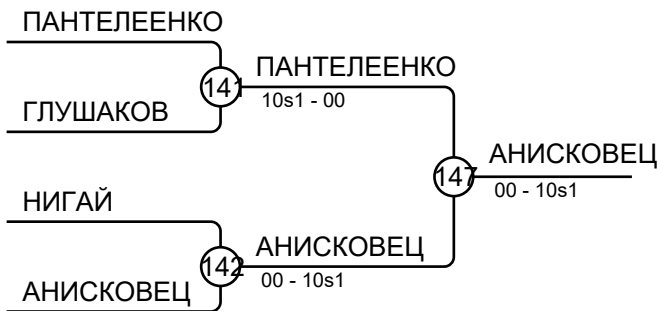 ПАНТЕЛЕЕНКО
141
ПАНТЕЛЕЕНКО
10s1 - 00
ГЛУШАКОВ
147
АНИСКОВЕЦ
00 - 10s1
НИГАЙ
142
АНИСКОВЕЦ
00 - 10s1
АНИСКОВЕЦ